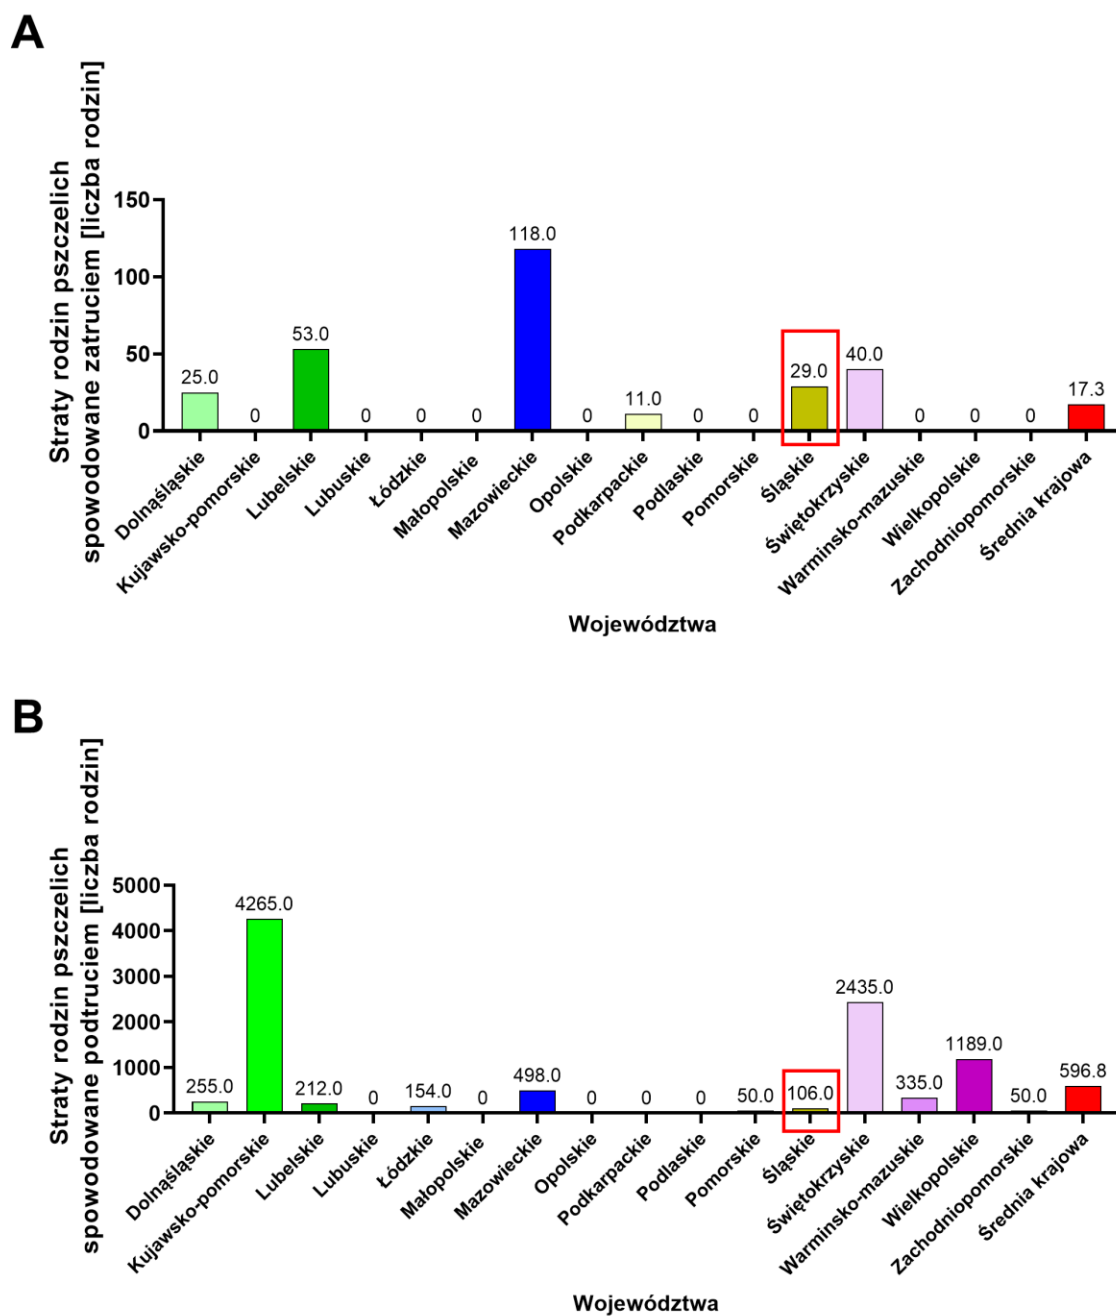 A
Straty rodzin pszczelich
spowodowane zatruciem [liczba rodzin]
150
100
50
0
25.0
0
53.0
0
0
0
118.0
0
11.0
0
0
29.0
40.0
0
0
0
17.3
Dolnąśląskie
Kujawsko-pomorskie
Lubelskie
Lubuskie
Łódzkie
Małopolskie
Mazowieckie
Opolskie
Podkarpackie
Podlaskie
Pomorskie
Śląskie
Świętokrzyskie
Warminsko-mazuskie
Wielkopolskie
Zachodniopomorskie
Średnia krajowa
Województwa
B
Straty rodzin pszczelich
spowodowane podtruciem [liczba rodzin]
5000
4000
3000
2000
1000
0
255.0
4265.0
212.0
0
154.0
0
498.0
0
0
0
50.0
106.0
2435.0
335.0
1189.0
50.0
596.8
Dolnąśląskie
Kujawsko-pomorskie
Lubelskie
Lubuskie
Łódzkie
Małopolskie
Mazowieckie
Opolskie
Podkarpackie
Podlaskie
Pomorskie
Śląskie
Świętokrzyskie
Warminsko-mazuskie
Wielkopolskie
Zachodniopomorskie
Średnia krajowa
Województwa